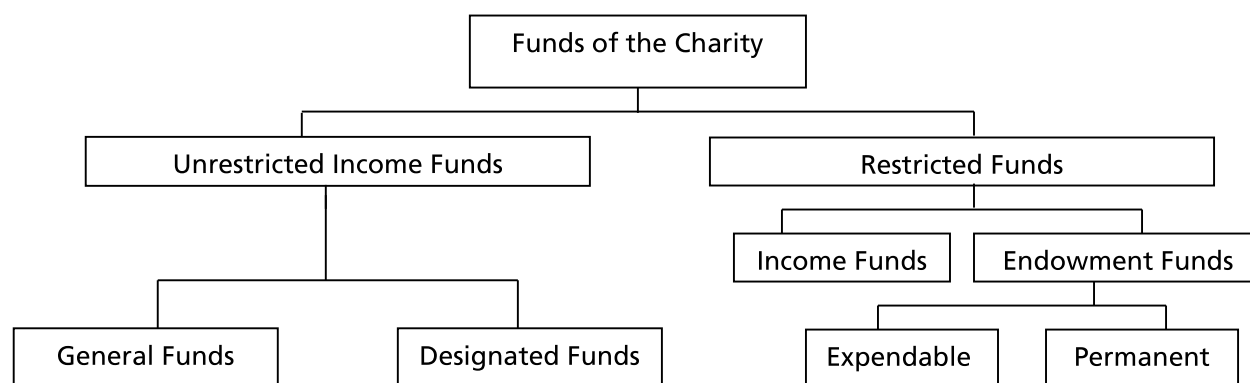 Funds of the Charity
Unrestricted Income Funds
Restricted Funds
Income Funds
Endowment Funds
General Funds
Designated Funds
Expendable
Permanent